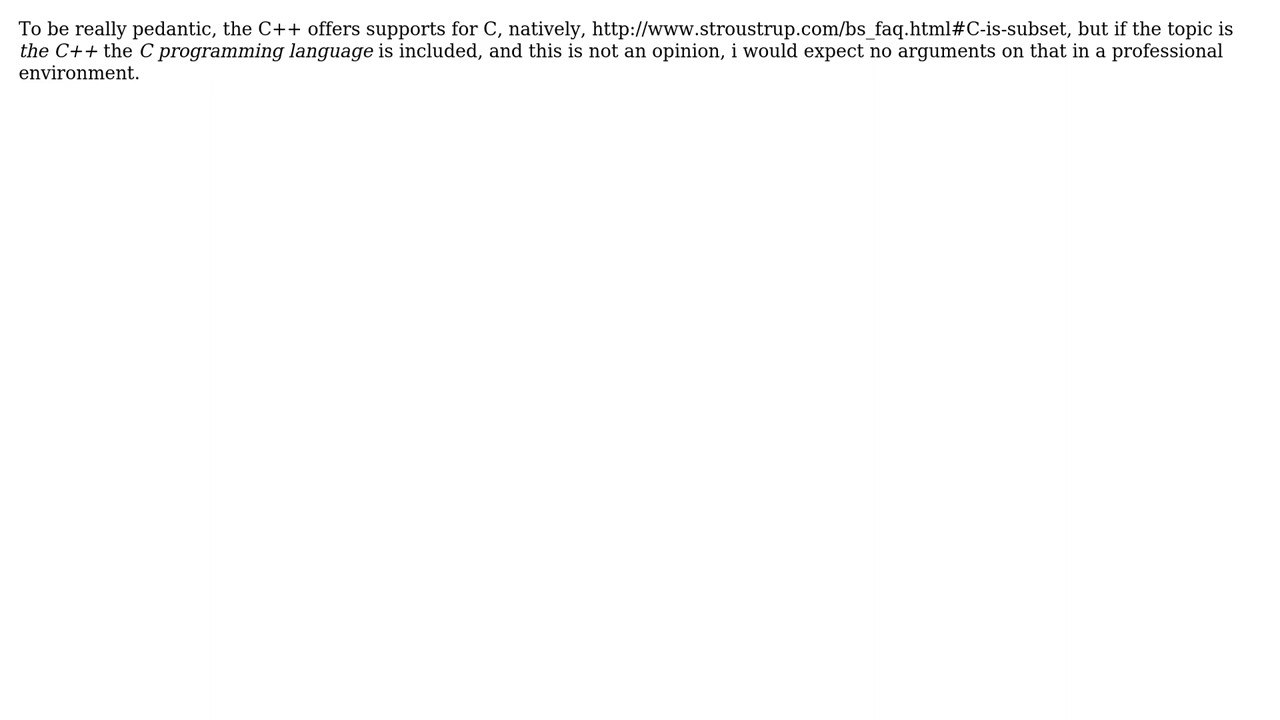 To be really pedantic, the C++ offers supports for C, natively, http://www.stroustrup.com/bs_faq.html#C-is-subset, but if the topic is
the C++ the C programming language is included, and this is not an opinion, i would expect no arguments on that in a professional
environment.